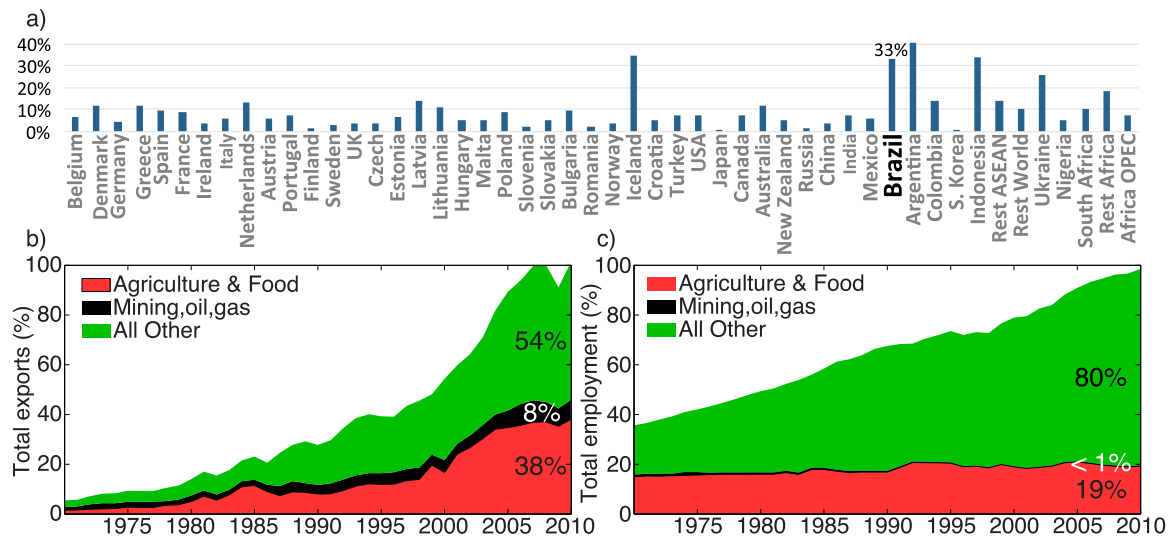 a)
40%
30%
20%
10%
0%
33%
Belgium
Denmark
Germany
Greece
Spain
France
Ireland
Italy
Netherlands
Austria
Portugal
Finland
Sweden
UK
Czech
Estonia
Latvia
Lithuania
Hungary
Malta
Poland
Slovenia
Slovakia
Bulgaria
Romania
Norway
Iceland
Croatia
Turkey
USA
Japan
Canada
Australia
New Zealand
Russia
China
India
Mexico
Brazil
Argentina
Colombia
S. Korea
Indonesia
Rest ASEAN
Rest World
Ukraine
Nigeria
South Africa
Rest Africa
Africa OPEC
b)
Total exports (%)
100
80
60
40
20
0
Agriculture & Food
Mining,oil,gas
All Other
54%
8%
38%
1975 1980 1985 1990 1995 2000 2005 2010
c)
Total employment (%)
100
80
60
40
20
0
Agriculture & Food
Mining,oil,gas
All Other
80%
< 1%
19%
1975 1980 1985 1990 1995 2000 2005 2010